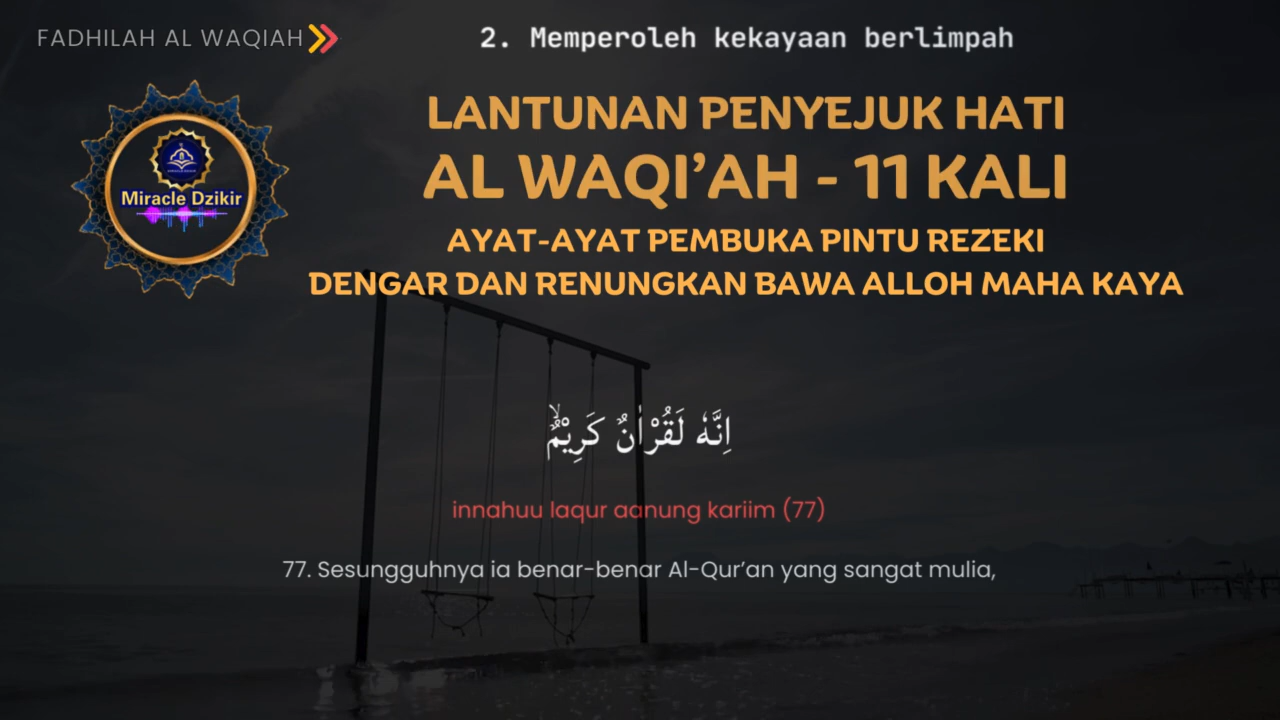 FADHILAH AL WAQIAH
2. Memperoleh kekayaan berlimpah
Miracle Dzikir
LANTUNAN PENYEJUK HATI
AL WAQI'AH - 11 KALI
AYAT-AYAT PEMBUKA PINTU REZEKI
DENGAR DAN RENUNGKAN BAWA ALLOH MAHA KAYA
اِنَّهٗ لَقُرْاٰنٌ كَرِيْمٌۙ
innahuu laqur aanung kariim (77)
77. Sesungguhnya ia benar-benar Al-Qur'an yang sangat mulia,